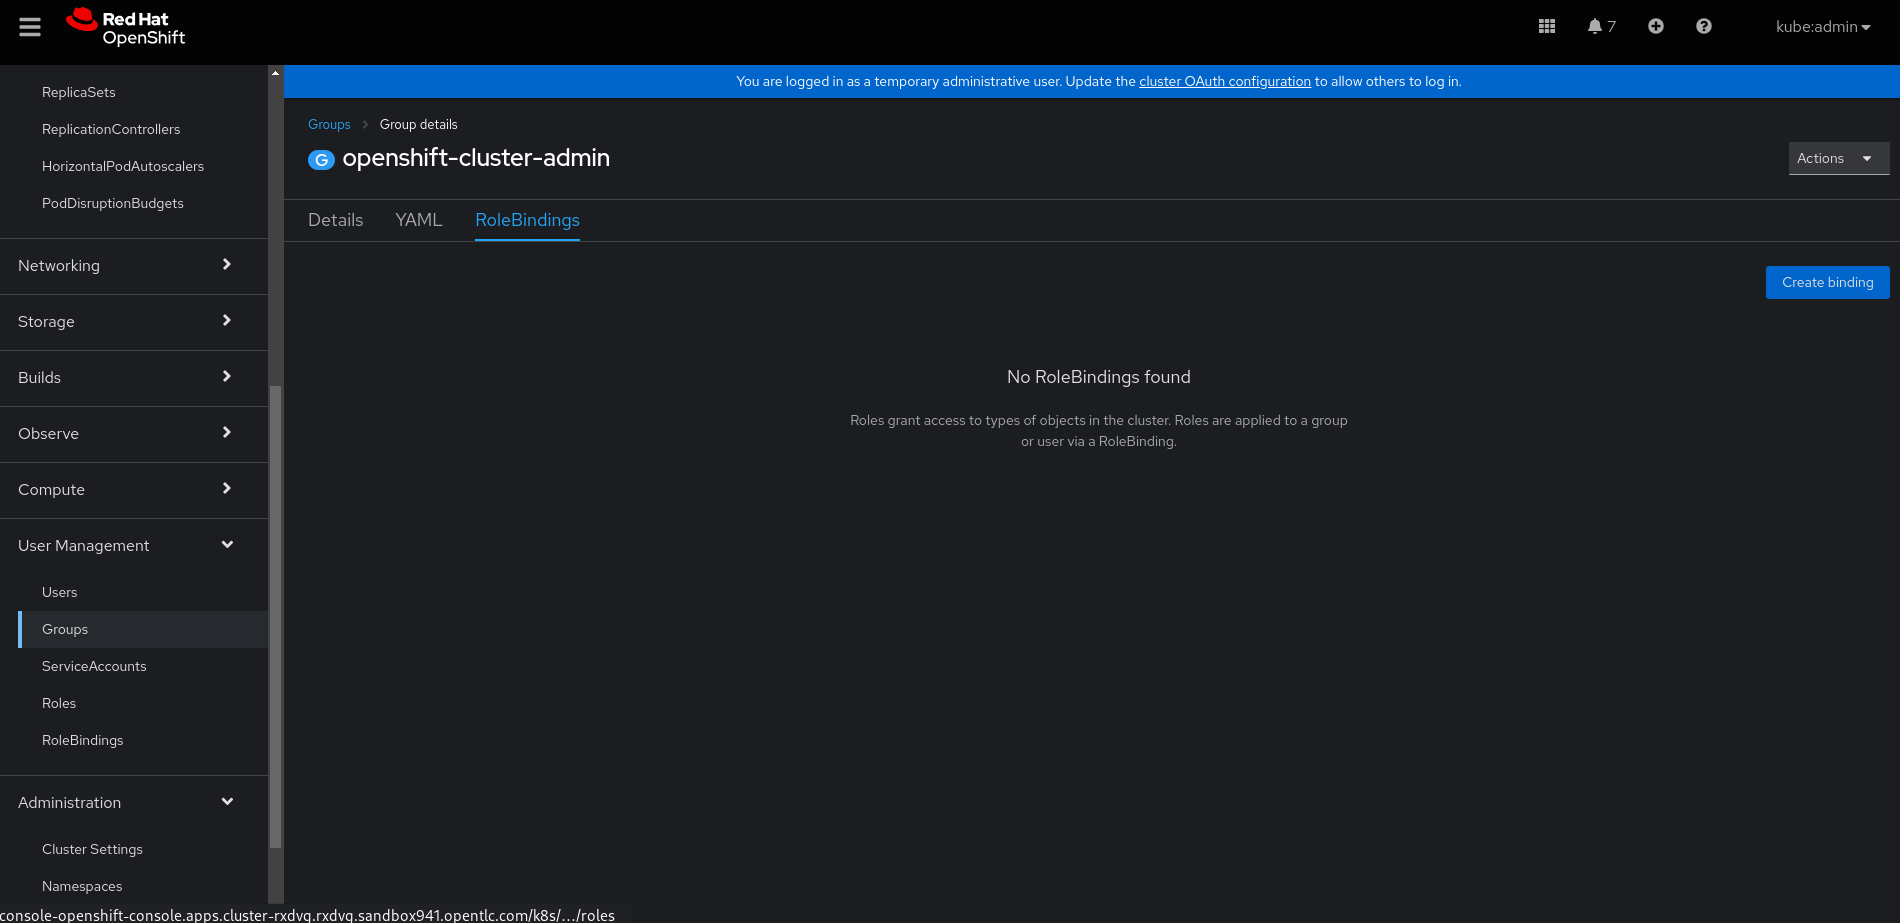 Red Hat
OpenShift
7
kube:admin
You are logged in as a temporary administrative user. Update the cluster OAuth configuration to allow others to log in.
ReplicaSets
ReplicationControllers
HorizontalPodAutoscalers
PodDisruptionBudgets
Networking
Storage
Builds
Observe
Compute
User Management
Users
Groups
ServiceAccounts
Roles
RoleBindings
Administration
Cluster Settings
Namespaces
Groups > Group details
G openshift-cluster-admin
Actions
Details YAML RoleBindings
Create binding
No RoleBindings found
Roles grant access to types of objects in the cluster. Roles are applied to a group
or user via a RoleBinding.
console-openshift-console.apps.cluster-rxdvq.rxdvq.sandbox941.opentlc.com/k8s/…/roles